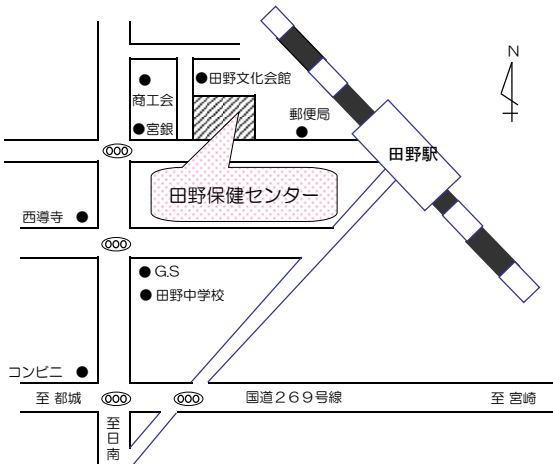 N
田野文化会館
商工会
宮銀
郵便局
田野駅
田野保健センター
西導寺
G.S
田野中学校
コンビニ
至 都城
国道269号線
至 宮崎
至日南